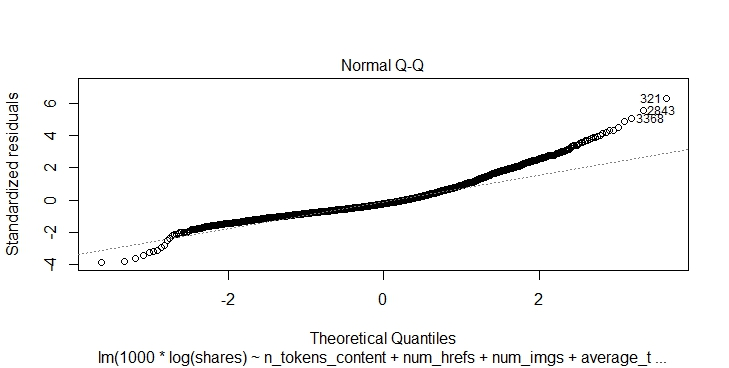 Normal Q-Q
Standardized residuals
6
4
2
0
-2
-4
321
2843
3368
-2 0 2
Theoretical Quantiles
lm(1000 * log(shares) ~ n_tokens_content + num_hrefs + num_imgs + average_t ...